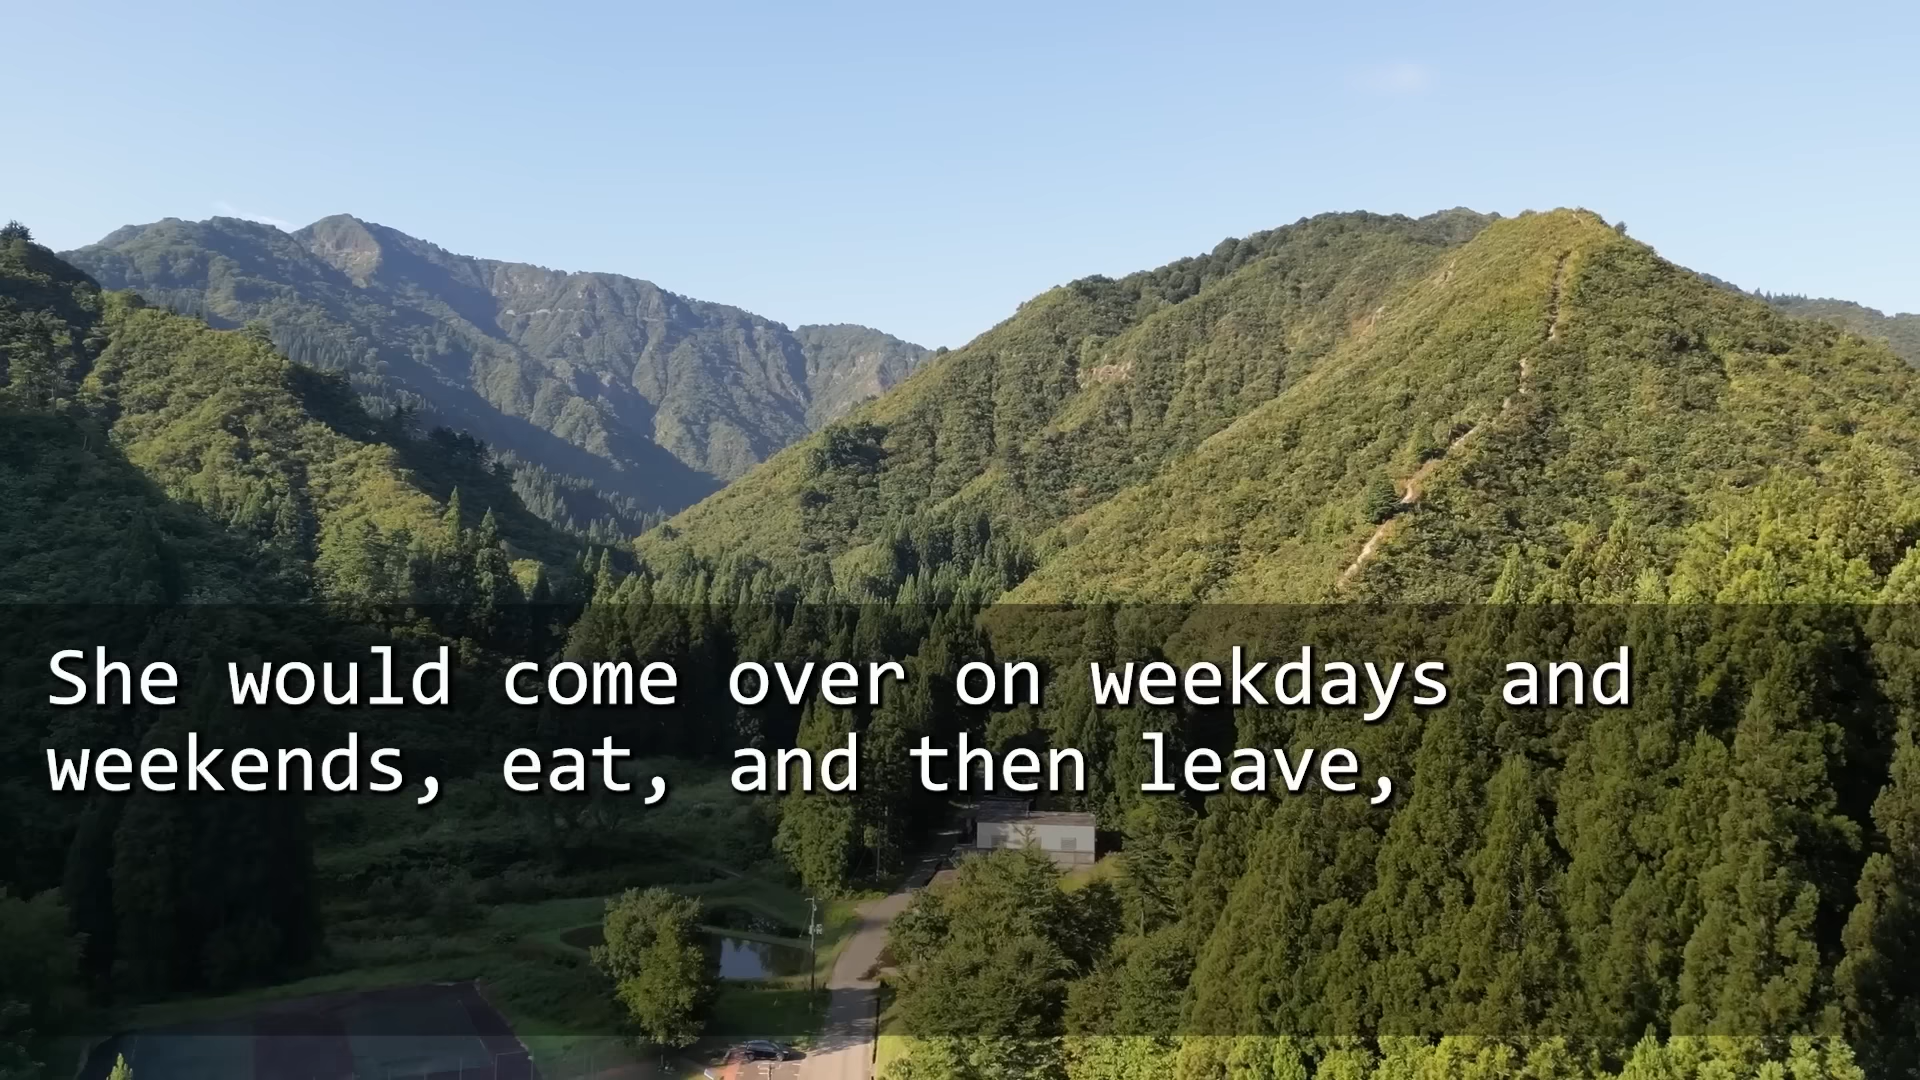 She would come over on weekdays and
weekends, eat, and then leave,